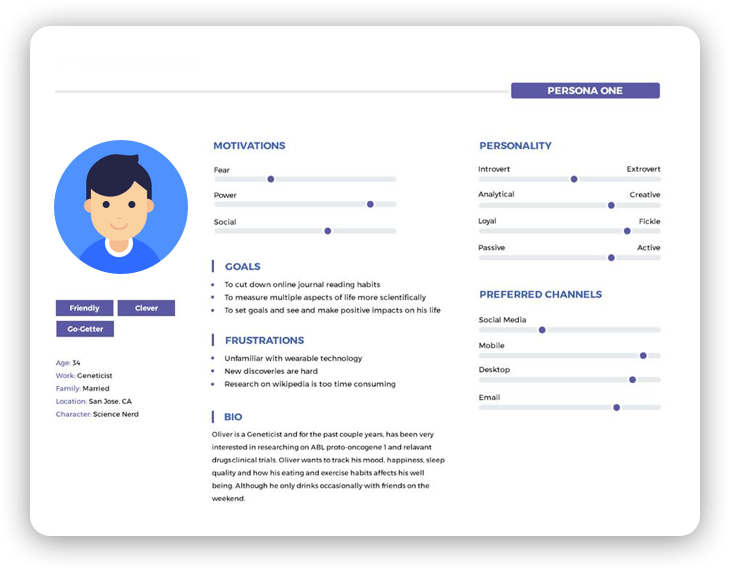 PERSONA ONE
Friendly
Clever
Go-Getter
Age: 34
Work: Geneticist
Family: Married
Location: San Jose, CA
Character: Science Nerd
MOTIVATIONS
Fear
Power
Social
GOALS
To cut down online journal reading habits
To measure multiple aspects of life more scientifically
To set goals and see and make positive impacts on his life
FRUSTRATIONS
Unfamiliar with wearable technology
New discoveries are hard
Research on wikipedia is too time consuming
BIO
Oliver is a Geneticist and for the past couple years, has been very
interested in researching on ABL proto-oncogene 1 and relavant
drugsclinical trials. Oliver wants to track his mood, happiness, sleep
quality and how his eating and exercise habits affects his well
being. Although he only drinks occasionally with friends on the
weekend.
PERSONALITY
Introvert Extrovert
Analytical Creative
Loyal Fickle
Passive Active
PREFERRED CHANNELS
Social Media
Mobile
Desktop
Email